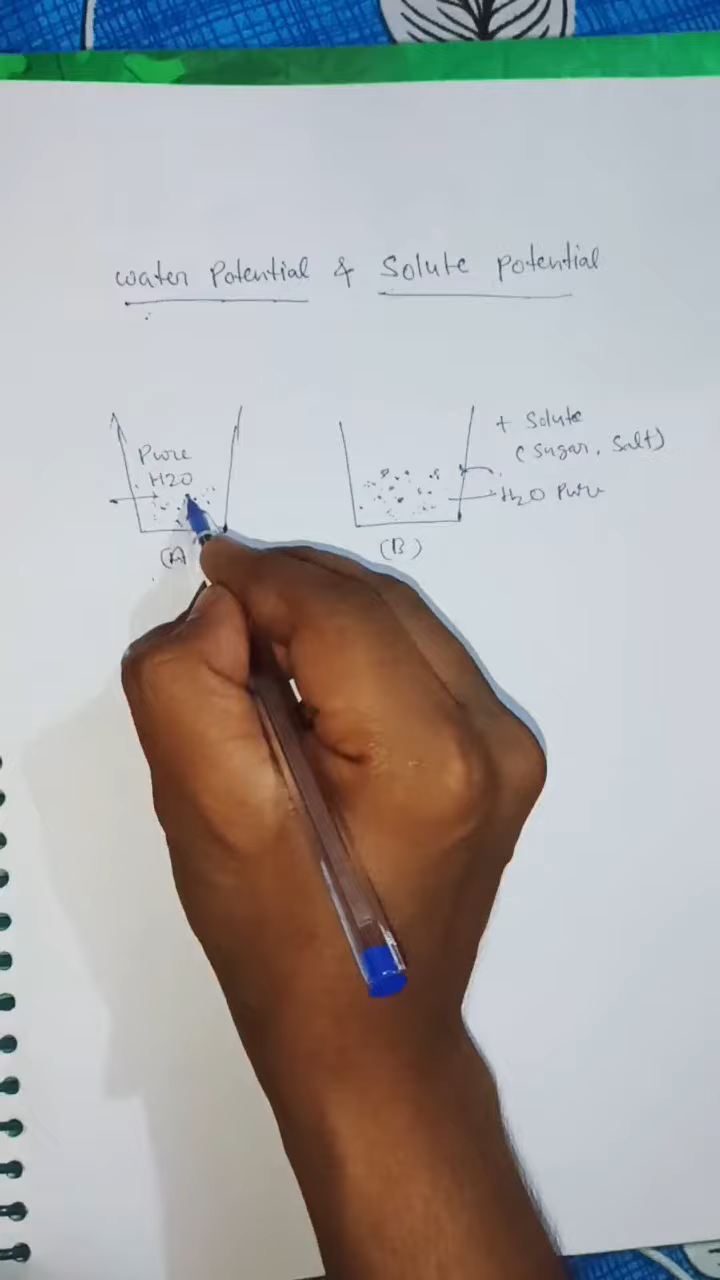 water Potential & Solute potential
Pure
H2O
(A
(B)
+ Solute
(Sugar, Salt)
H2O Pure